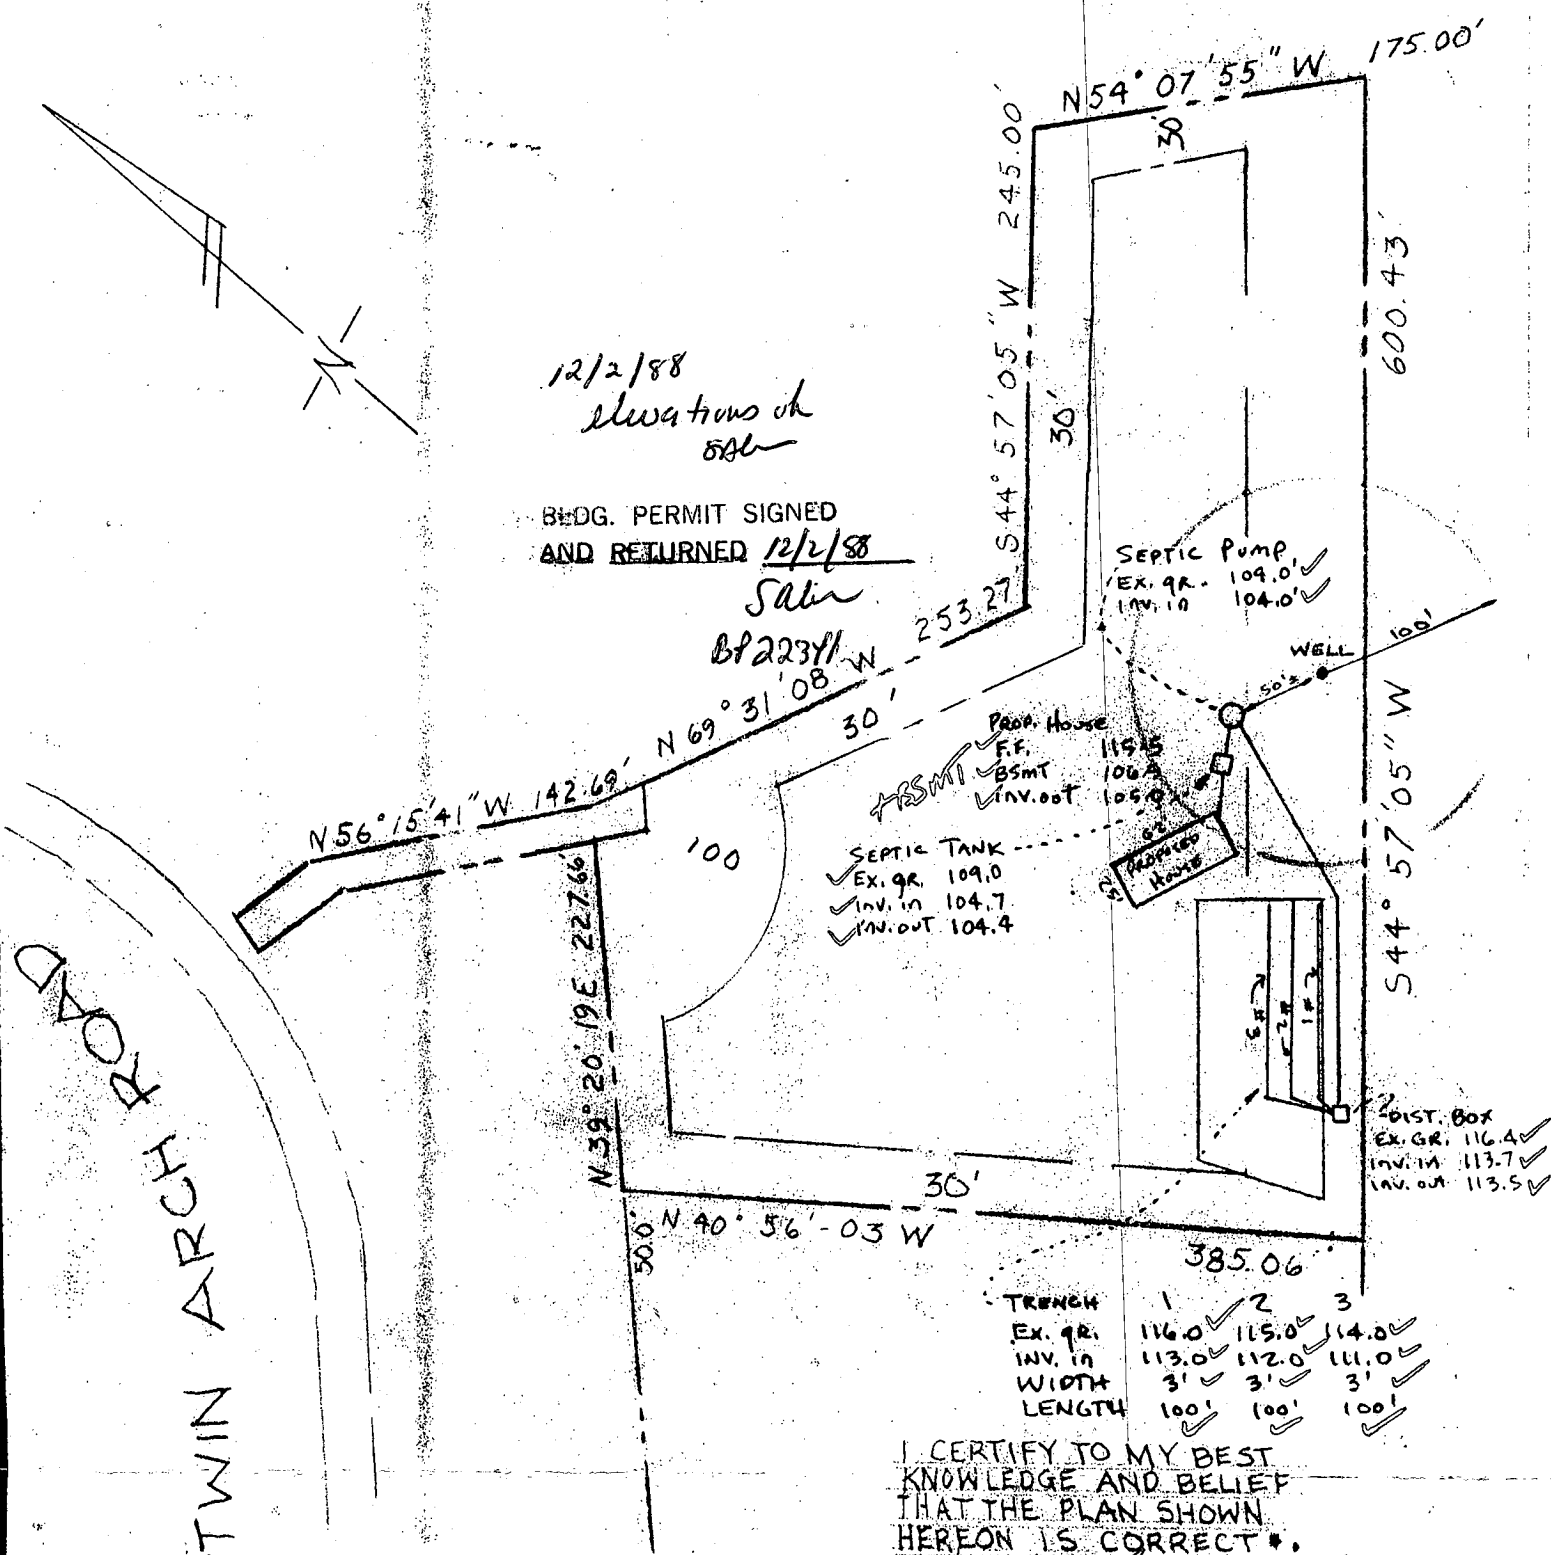 N54° 07' 55" W 175.00'
30
S44° 57' 05" W 245.00'
30'
600.43'
S44° 57' 05" W
12/2/88
elevations ok
BLDG. PERMIT SIGNED
AND RETURNED 12/2/88
N 69° 31' 08 W 253.27
30'
SEPTIC PUMP
EX. gR. 109.0' ✓
inv. in 104.0' ✓
WELL
100'
50'±
PROP. House
✓ F.F. 115.5
✓ BSmT
✓ inv. out
+BSMT
PROPOSED
House
N 56° 15' 41" W 142.69'
100
SEPTIC TANK
✓ EX. gR. 109.0
✓ inv. in 104.7
✓ inv. out 104.4
N 39° 20' 19 E 227.66'
#3
#2
#1
DIST. BOX
EX. GR. 116.4 ✓
inv. in 113.7 ✓
inv. out 113.5 ✓
30'
N 40° 56'-03 W
385.06
50.0'
TWIN ARCH ROAD
N
TRENCH 1 2 3
EX. gR. 116.0 ✓ 115.0 ✓ 114.0 ✓
INV. in 113.0 ✓ 112.0 ✓ 111.0 ✓
WIDTH 3' ✓ 3' ✓ 3' ✓
LENGTH 100' ✓ 100' ✓ 100' ✓
I CERTIFY TO MY BEST
KNOWLEDGE AND BELIEF
THAT THE PLAN SHOWN
HEREON IS CORRECT.